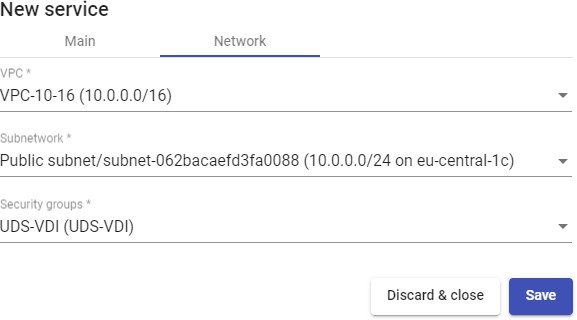 New service
Main
Network
VPC *
VPC-10-16 (10.0.0.0/16)
Subnetwork *
Public subnet/subnet-062bacaefd3fa0088 (10.0.0.0/24 on eu-central-1c)
Security groups *
UDS-VDI (UDS-VDI)
Discard & close
Save